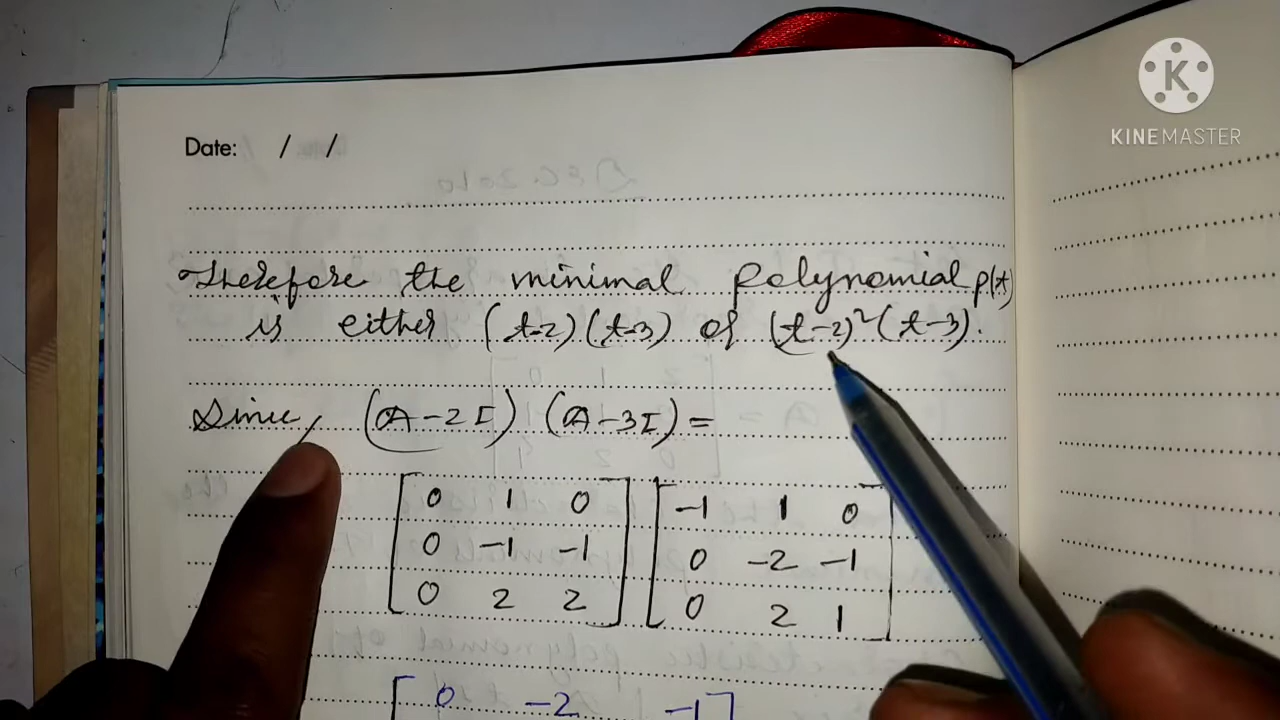 Date: / /
Therefore the minimal polynomial p(t)
is either (t-2)(t-3) or (t-2)²(t-3).
Since, (A-2I) (A-3I) =
0 1 0 -1 1 0
0 -1 -1 0 -2 -1
0 2 2 0 2 1
0 -2 -1
K
KINEMASTER